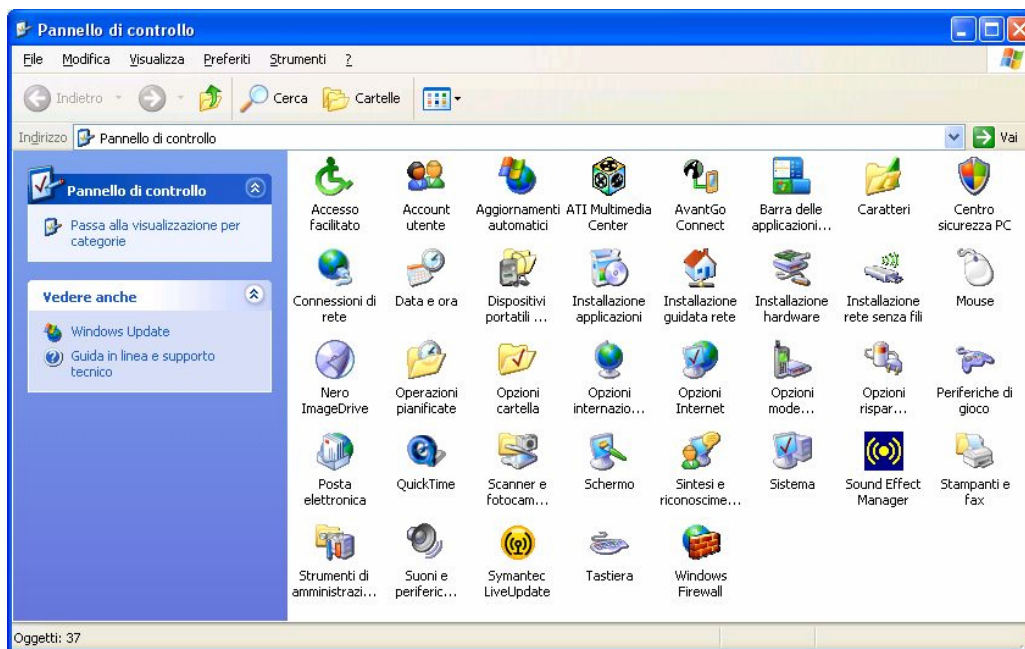 Pannello di controllo
File Modifica Visualizza Preferiti Strumenti ?
Indietro Cerca Cartelle
Indirizzo Pannello di controllo Vai
Pannello di controllo
Passa alla visualizzazione per
categorie
Vedere anche
Windows Update
Guida in linea e supporto
tecnico
Accesso
facilitato
Account
utente
Aggiornamenti
automatici
ATI Multimedia
Center
AvantGo
Connect
Barra delle
applicazioni...
Caratteri
Centro
sicurezza PC
Connessioni di
rete
Data e ora
Dispositivi
portatili ...
Installazione
applicazioni
Installazione
guidata rete
Installazione
hardware
Installazione
rete senza fili
Mouse
Nero
ImageDrive
Operazioni
pianificate
Opzioni
cartella
Opzioni
internazio...
Opzioni
Internet
Opzioni
mode...
Opzioni
rispar...
Periferiche di
gioco
Posta
elettronica
QuickTime
Scanner e
fotocam...
Schermo
Sintesi e
riconoscime...
Sistema
Sound Effect
Manager
Stampanti e
fax
Strumenti di
amministrazi...
Suoni e
periferic...
Symantec
LiveUpdate
Tastiera
Windows
Firewall
Oggetti: 37